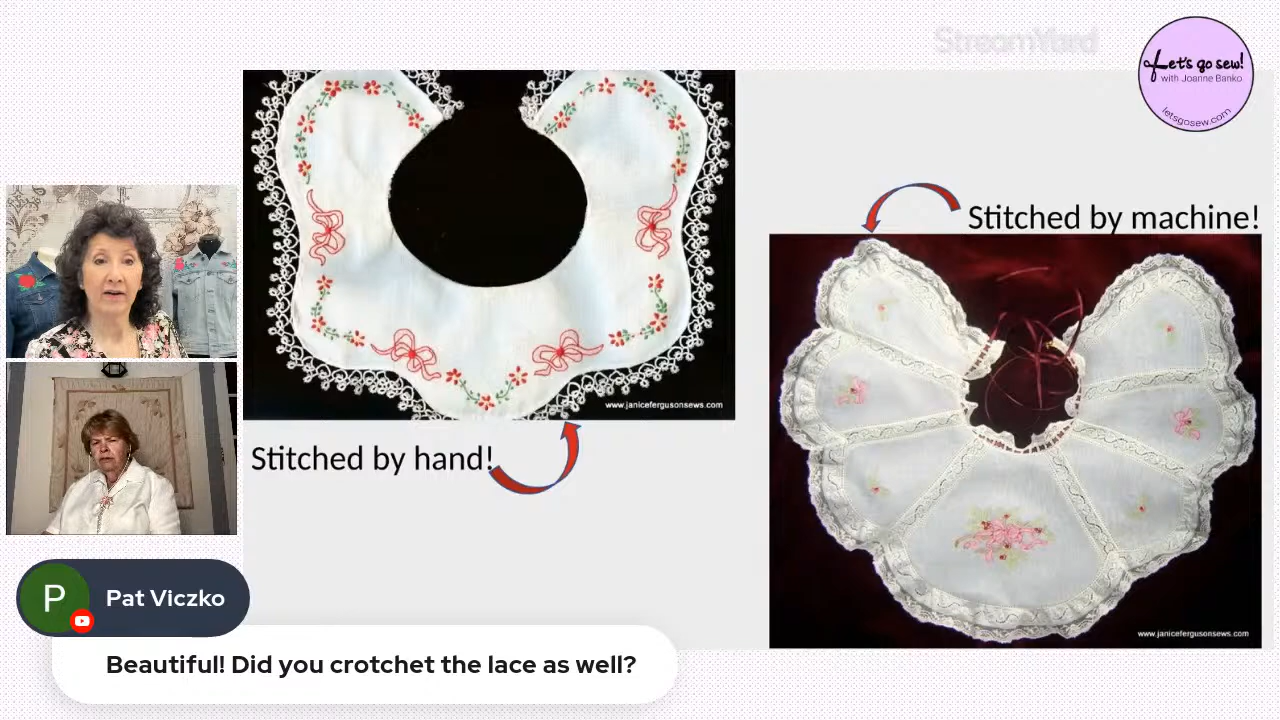 StreamYard
Let's go sew!
with Joanne Banko
letsgosew.com
Stitched by machine!
www.janicefergusonsews.com
Stitched by hand!
www.janicefergusonsews.com
P
Pat Viczko
Beautiful! Did you crotchet the lace as well?